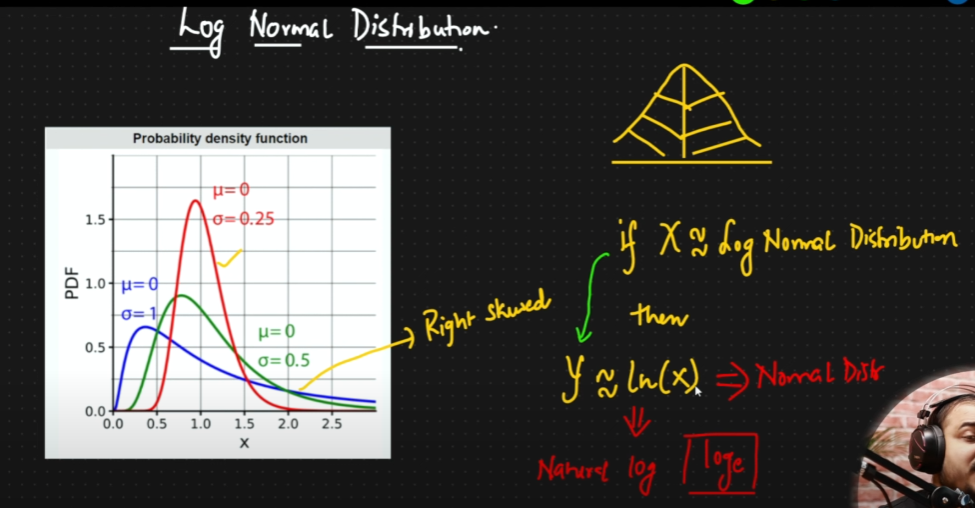 Log Normal Distribution.
Probability density function
PDF
1.5
1.0
0.5
0.0
0.0 0.5 1.0 1.5 2.0 2.5
x
μ=0
σ=0.25
μ=0
σ=1
μ=0
σ=0.5
Right skewed
if X ≈ Log Normal Distribution
then
Y ≈ ln(x) ⇒ Normal Distr
⇓
Natural log loge